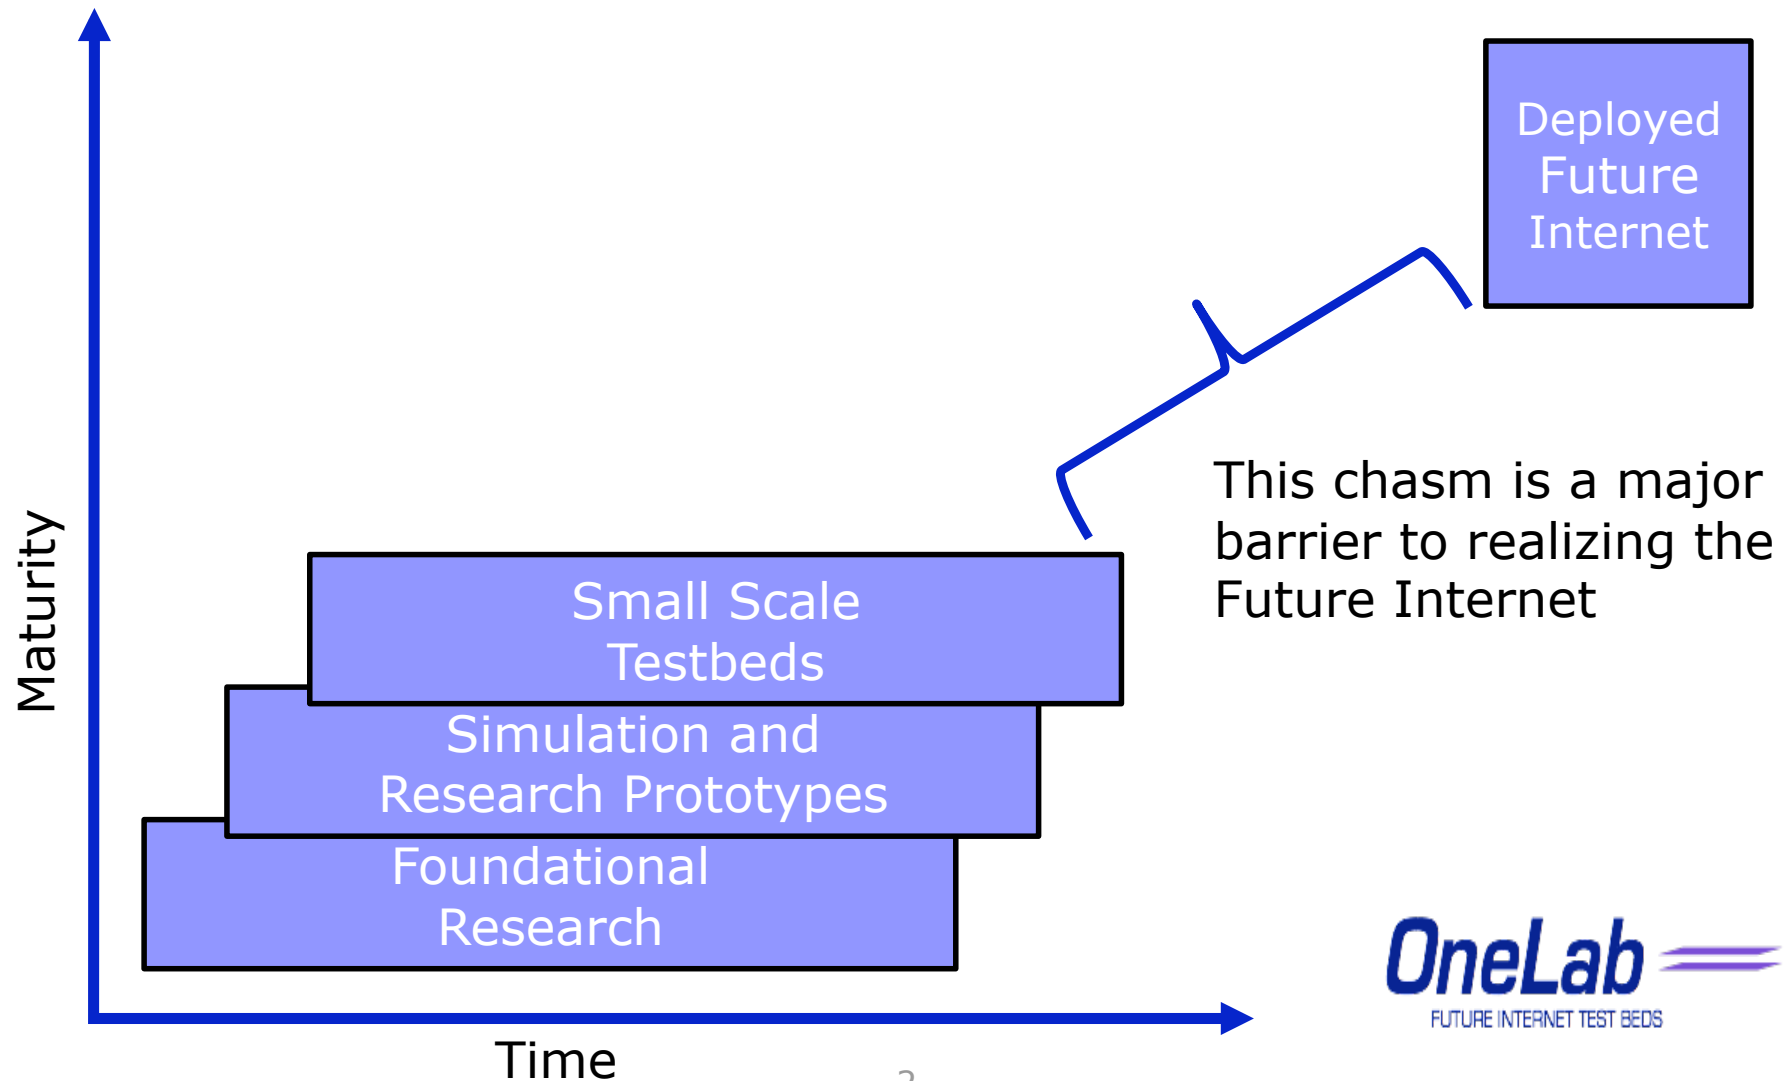 Deployed
Future
Internet
This chasm is a major
barrier to realizing the
Future Internet
Maturity
Small Scale
Testbeds
Simulation and
Research Prototypes
Foundational
Research
OneLab
FUTURE INTERNET TEST BEDS
Time
2